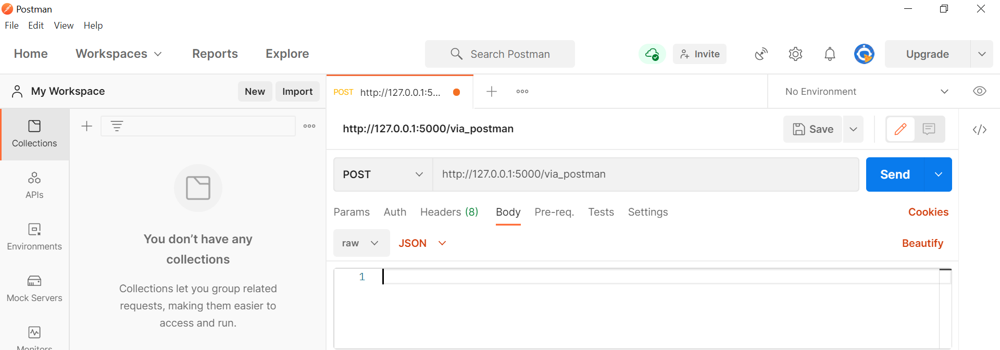 Postman
File Edit View Help
Home Workspaces Reports Explore Search Postman Invite Upgrade
My Workspace New Import POST http://127.0.0.1:5... No Environment
Collections
http://127.0.0.1:5000/via_postman Save
POST http://127.0.0.1:5000/via_postman Send
APIs
Params Auth Headers (8) Body Pre-req. Tests Settings Cookies
Environments
You don’t have any
collections
raw JSON Beautify
1
Mock Servers
Collections let you group related
requests, making them easier to
access and run.
Monitors